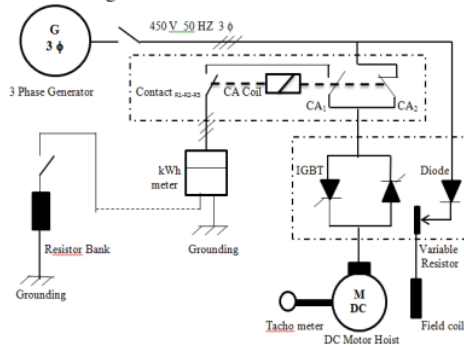 450 V 50 HZ 3 ϕ
G
3 ϕ
3 Phase Generator
Contact R1-R2-R3
CA Coil
CA1
CA2
kWh
meter
IGBT
Diode
Resistor Bank
Grounding
Variable
Resistor
Grounding
M
DC
Tacho meter
Field coil
DC Motor Hoist